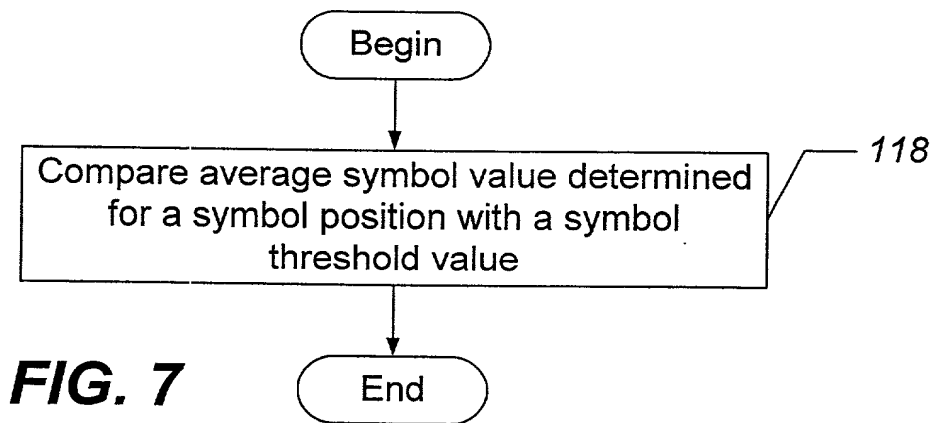 Begin
Compare average symbol value determined
for a symbol position with a symbol
threshold value
118
End
FIG. 7